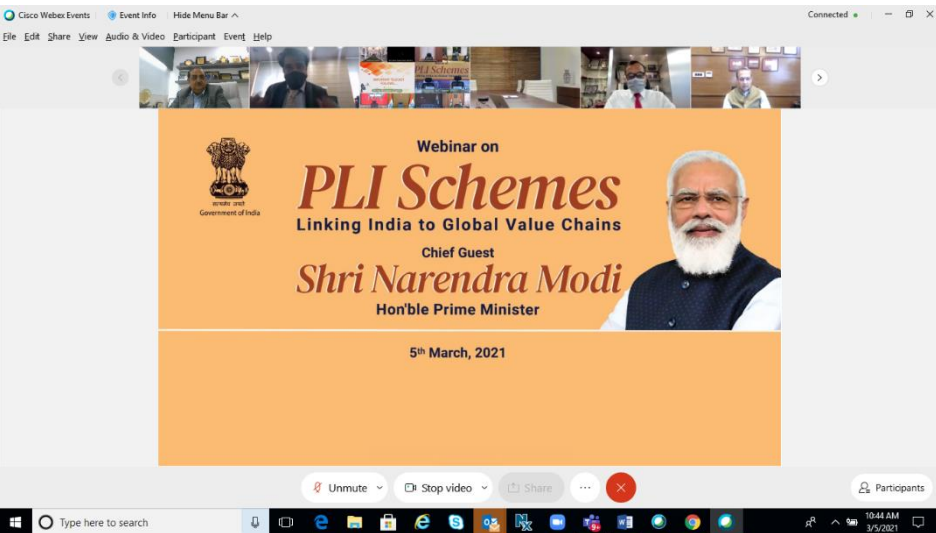 Cisco Webex Events
Event Info
Hide Menu Bar
Connected
File Edit Share View Audio & Video Participant Event Help
PLI Schemes
Government of India
Webinar on
PLI Schemes
Linking India to Global Value Chains
Chief Guest
Shri Narendra Modi
Hon'ble Prime Minister
5th March, 2021
Unmute
Stop video
Share
Participants
Type here to search
10:44 AM
3/5/2021